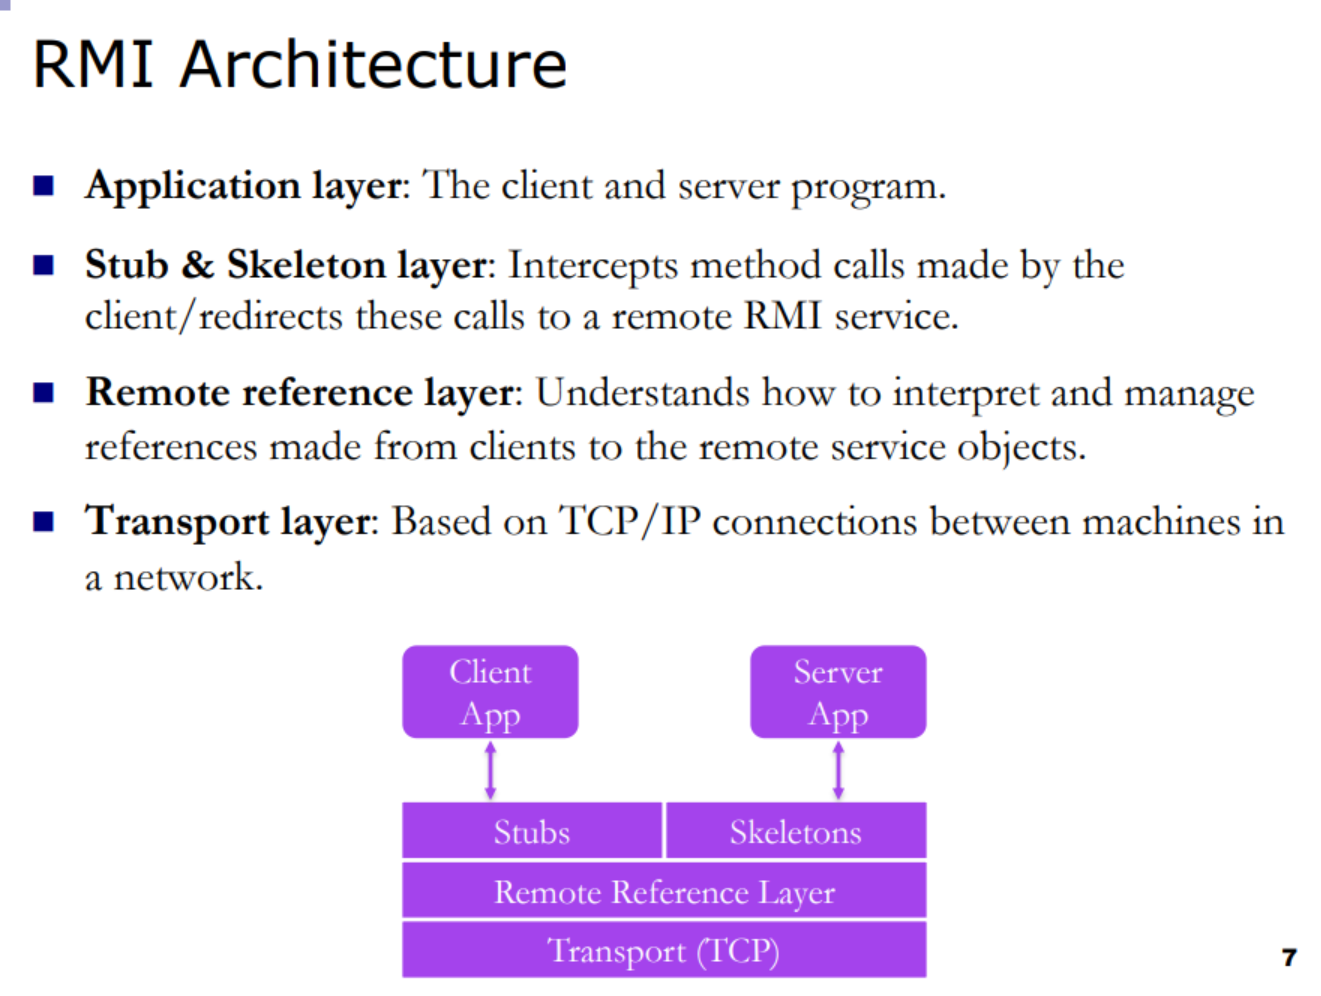 RMI Architecture
■ Application layer: The client and server program.
■ Stub & Skeleton layer: Intercepts method calls made by the
client/redirects these calls to a remote RMI service.
■ Remote reference layer: Understands how to interpret and manage
references made from clients to the remote service objects.
■ Transport layer: Based on TCP/IP connections between machines in
a network.
Client
App
Server
App
Stubs
Skeletons
Remote Reference Layer
Transport (TCP)
7